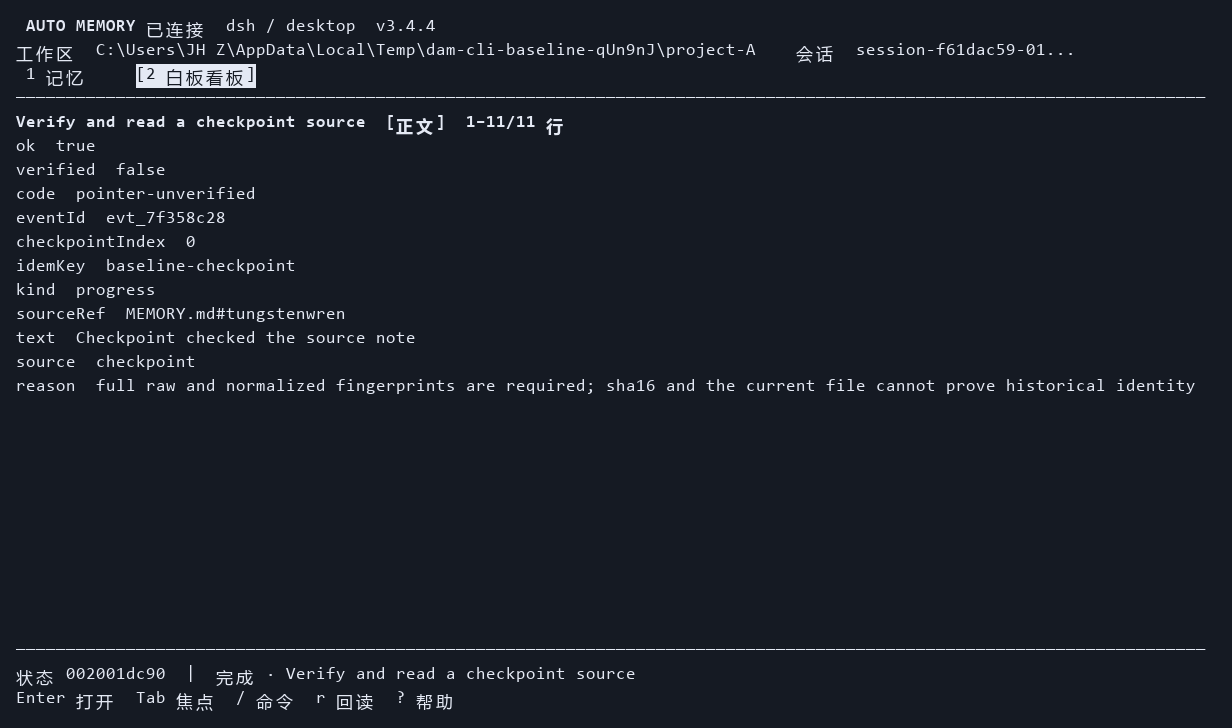 AUTO MEMORY 已连接 dsh / desktop v3.4.4
工作区 C:\Users\JH Z\AppData\Local\Temp\dam-cli-baseline-qUn9nJ\project-A 会话 session-f61dac59-01...
1 记忆 [2 白板看板]
Verify and read a checkpoint source [正文] 1-11/11 行
ok true
verified false
code pointer-unverified
eventId evt_7f358c28
checkpointIndex 0
idemKey baseline-checkpoint
kind progress
sourceRef MEMORY.md#tungstenwren
text Checkpoint checked the source note
source checkpoint
reason full raw and normalized fingerprints are required; sha16 and the current file cannot prove historical identity
状态 002001dc90 │ 完成 · Verify and read a checkpoint source
Enter 打开 Tab 焦点 / 命令 r 回读 ? 帮助